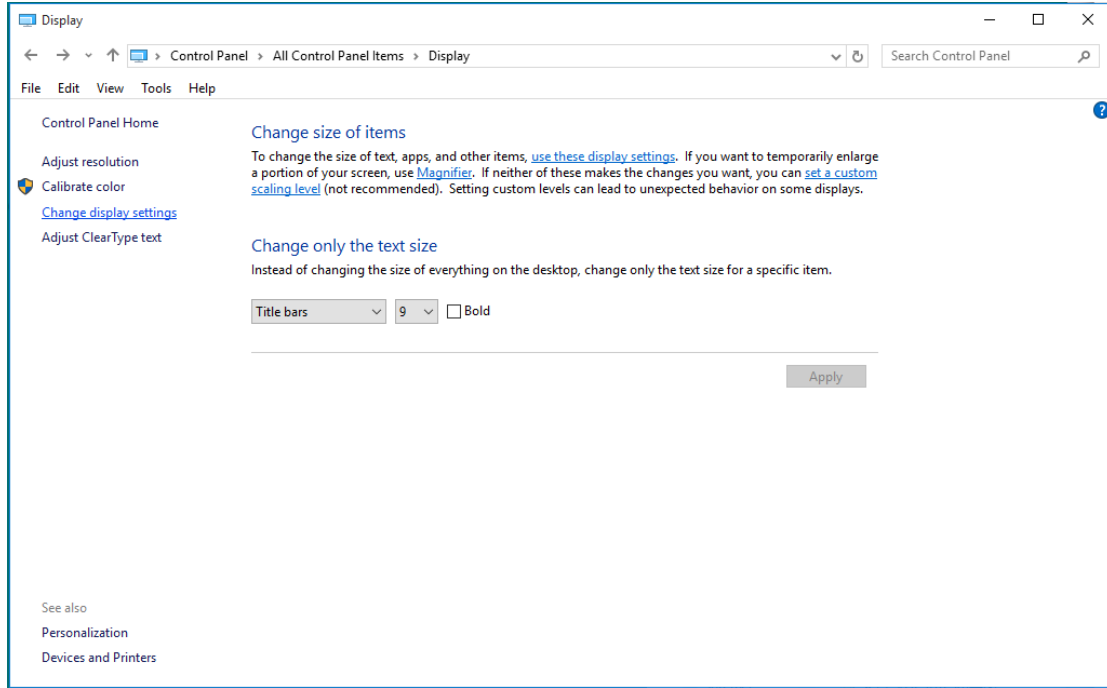 Display
Control Panel > All Control Panel Items > Display
Search Control Panel
File Edit View Tools Help
Control Panel Home
Adjust resolution
Calibrate color
Change display settings
Adjust ClearType text
Change size of items
To change the size of text, apps, and other items, use these display settings. If you want to temporarily enlarge
a portion of your screen, use Magnifier. If neither of these makes the changes you want, you can set a custom
scaling level (not recommended). Setting custom levels can lead to unexpected behavior on some displays.
Change only the text size
Instead of changing the size of everything on the desktop, change only the text size for a specific item.
Title bars 9 Bold
Apply
See also
Personalization
Devices and Printers